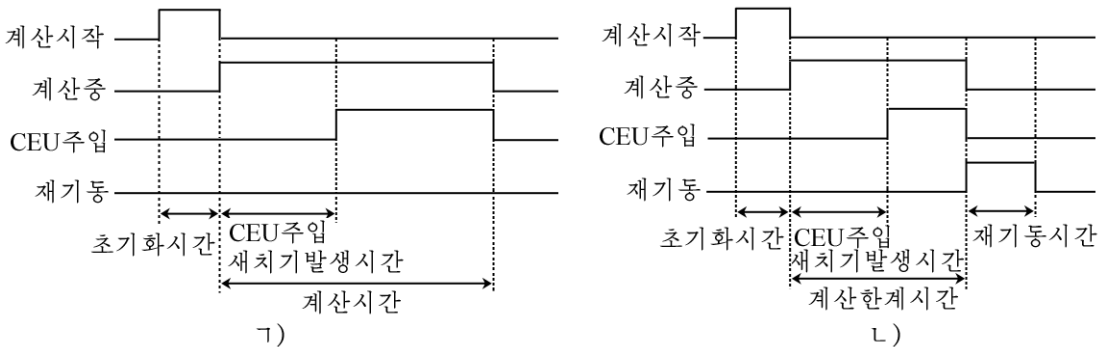 계산시작
계산중
CEU주입
재기동
초기화시간
CEU주입
새치기발생시간
계산시간
ㄱ)
계산시작
계산중
CEU주입
재기동
초기화시간
CEU주입
재기동시간
새치기발생시간
계산한계시간
ㄴ)